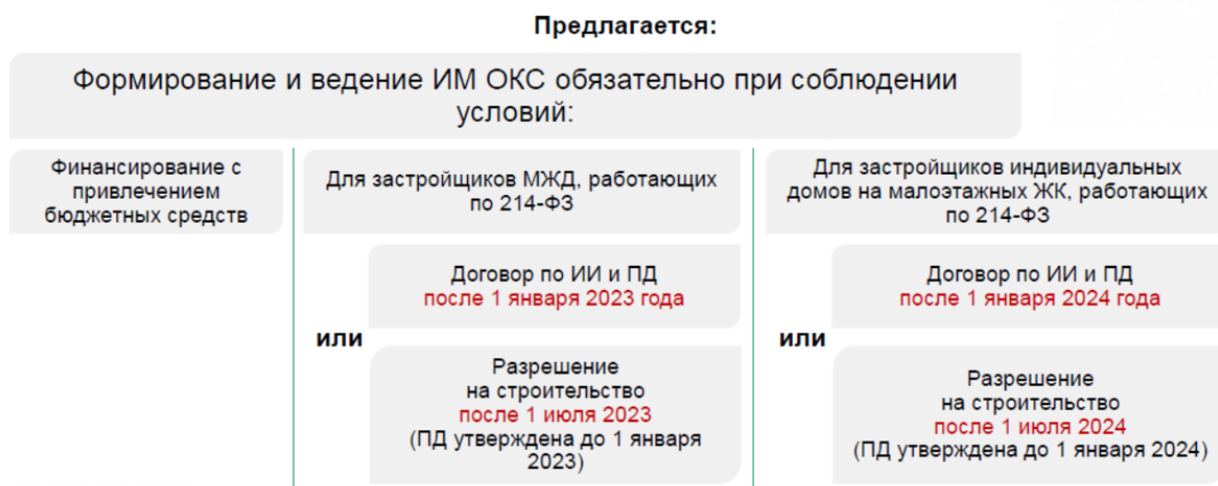 Предлагается:
Формирование и ведение ИМ ОКС обязательно при соблюдении
условий:
Финансирование с
привлечением
бюджетных средств
Для застройщиков МЖД, работающих
по 214-ФЗ
Для застройщиков индивидуальных
домов на малоэтажных ЖК, работающих
по 214-ФЗ
Договор по ИИ и ПД
после 1 января 2023 года
или
Разрешение
на строительство
после 1 июля 2023
(ПД утверждена до 1 января
2023)
Договор по ИИ и ПД
после 1 января 2024 года
или
Разрешение
на строительство
после 1 июля 2024
(ПД утверждена до 1 января 2024)